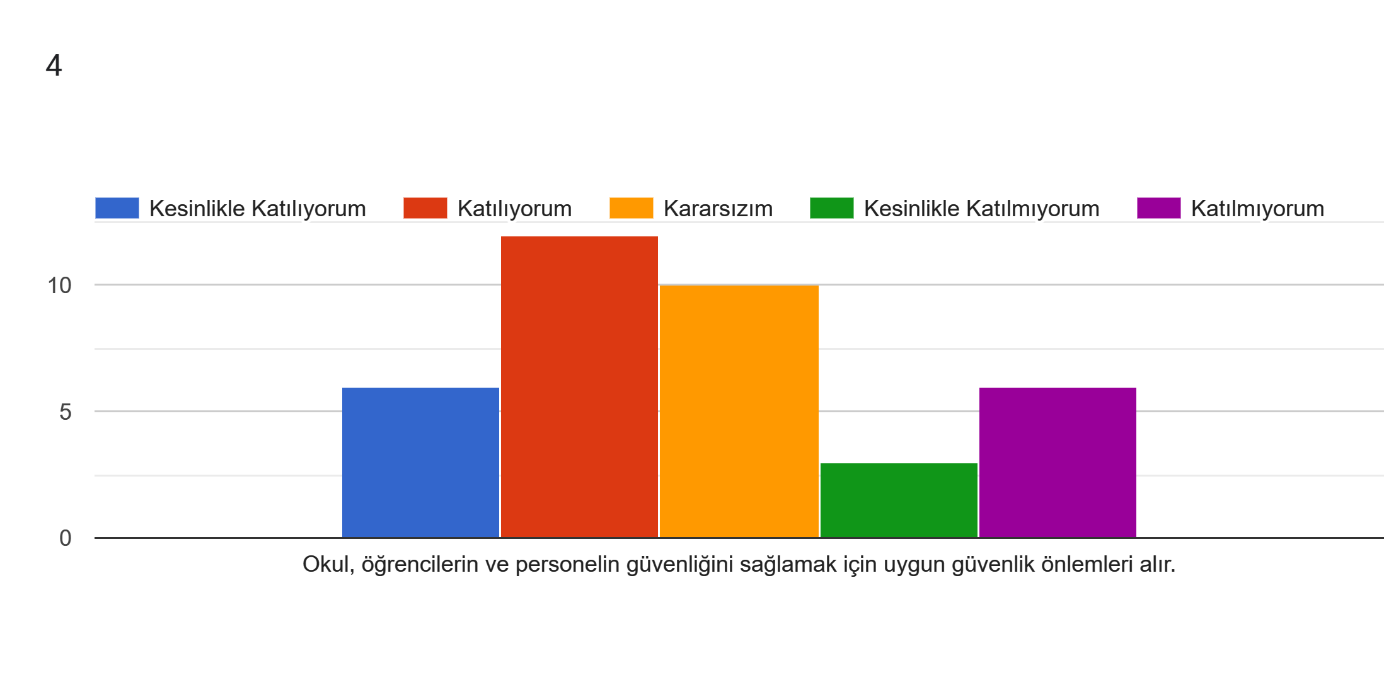 4
Kesinlikle Katılıyorum Katılıyorum Kararsızım Kesinlikle Katılmıyorum Katılmıyorum
10
5
0
Okul, öğrencilerin ve personelin güvenliğini sağlamak için uygun güvenlik önlemleri alır.